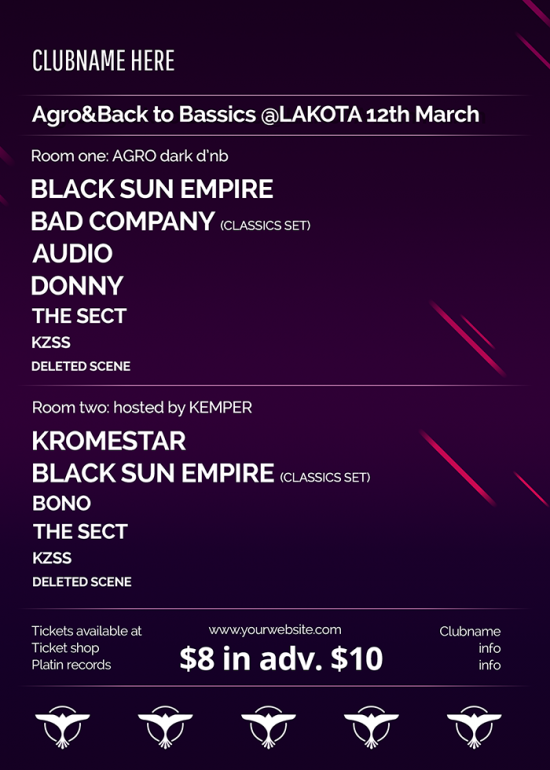 CLUBNAME HERE
Agro&Back to Bassics @LAKOTA 12th March
Room one: AGRO dark d'nb
BLACK SUN EMPIRE
BAD COMPANY (CLASSICS SET)
AUDIO
DONNY
THE SECT
KZSS
DELETED SCENE
Room two: hosted by KEMPER
KROMESTAR
BLACK SUN EMPIRE (CLASSICS SET)
BONO
THE SECT
KZSS
DELETED SCENE
Tickets available at
Ticket shop
Platin records
www.yourwebsite.com
$8 in adv. $10
Clubname
info
info